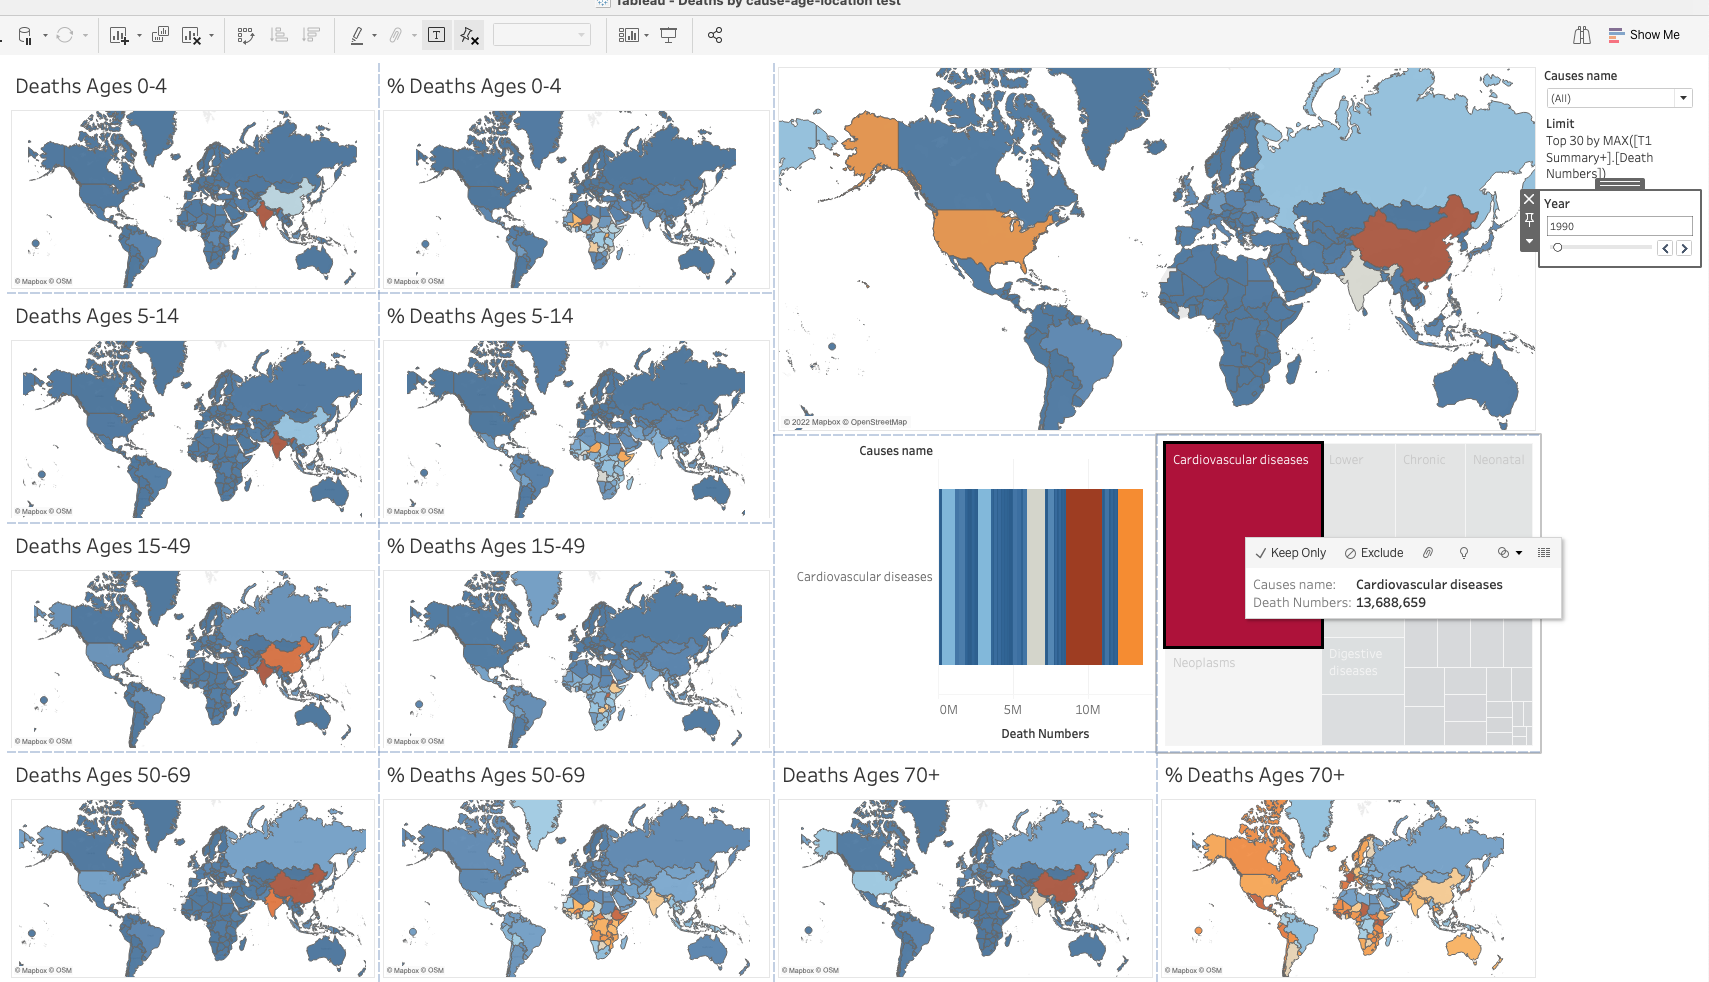 Tableau - Deaths by cause-age-location test
Show Me
Deaths Ages 0-4
% Deaths Ages 0-4
© Mapbox © OSM
© Mapbox © OSM
Deaths Ages 5-14
% Deaths Ages 5-14
© Mapbox © OSM
© Mapbox © OSM
Deaths Ages 15-49
% Deaths Ages 15-49
© Mapbox © OSM
© Mapbox © OSM
© 2022 Mapbox © OpenStreetMap
Causes name
(All)
Limit
Top 30 by MAX([T1
Summary+].[Death
Numbers])
Year
1990
Causes name
Cardiovascular diseases
0M
5M
10M
Death Numbers
Cardiovascular diseases
Lower
Chronic
Neonatal
Keep Only
Exclude
Causes name: Cardiovascular diseases
Death Numbers: 13,688,659
Neoplasms
Digestive
diseases
Deaths Ages 50-69
% Deaths Ages 50-69
Deaths Ages 70+
% Deaths Ages 70+
© Mapbox © OSM
© Mapbox © OSM
© Mapbox © OSM
© Mapbox © OSM